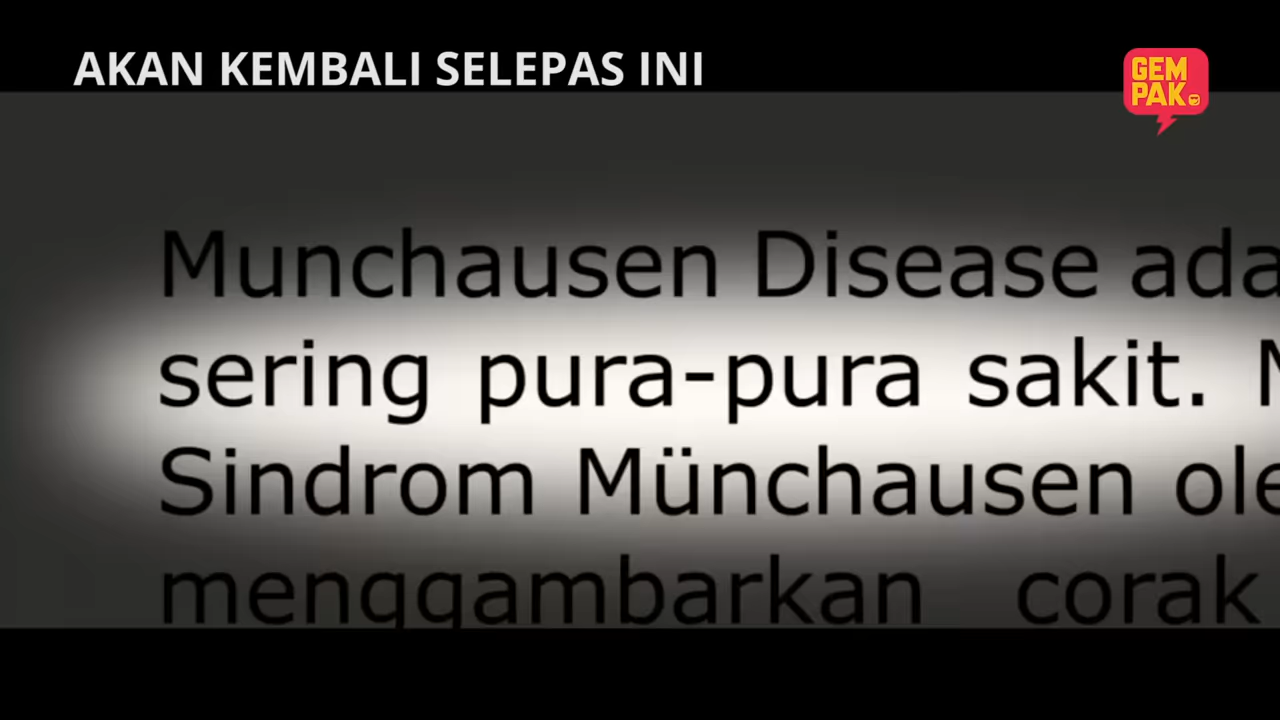 AKAN KEMBALI SELEPAS INI
GEM
PAK
Munchausen Disease ada
sering pura-pura sakit.
Sindrom Münchausen ole
menggambarkan corak